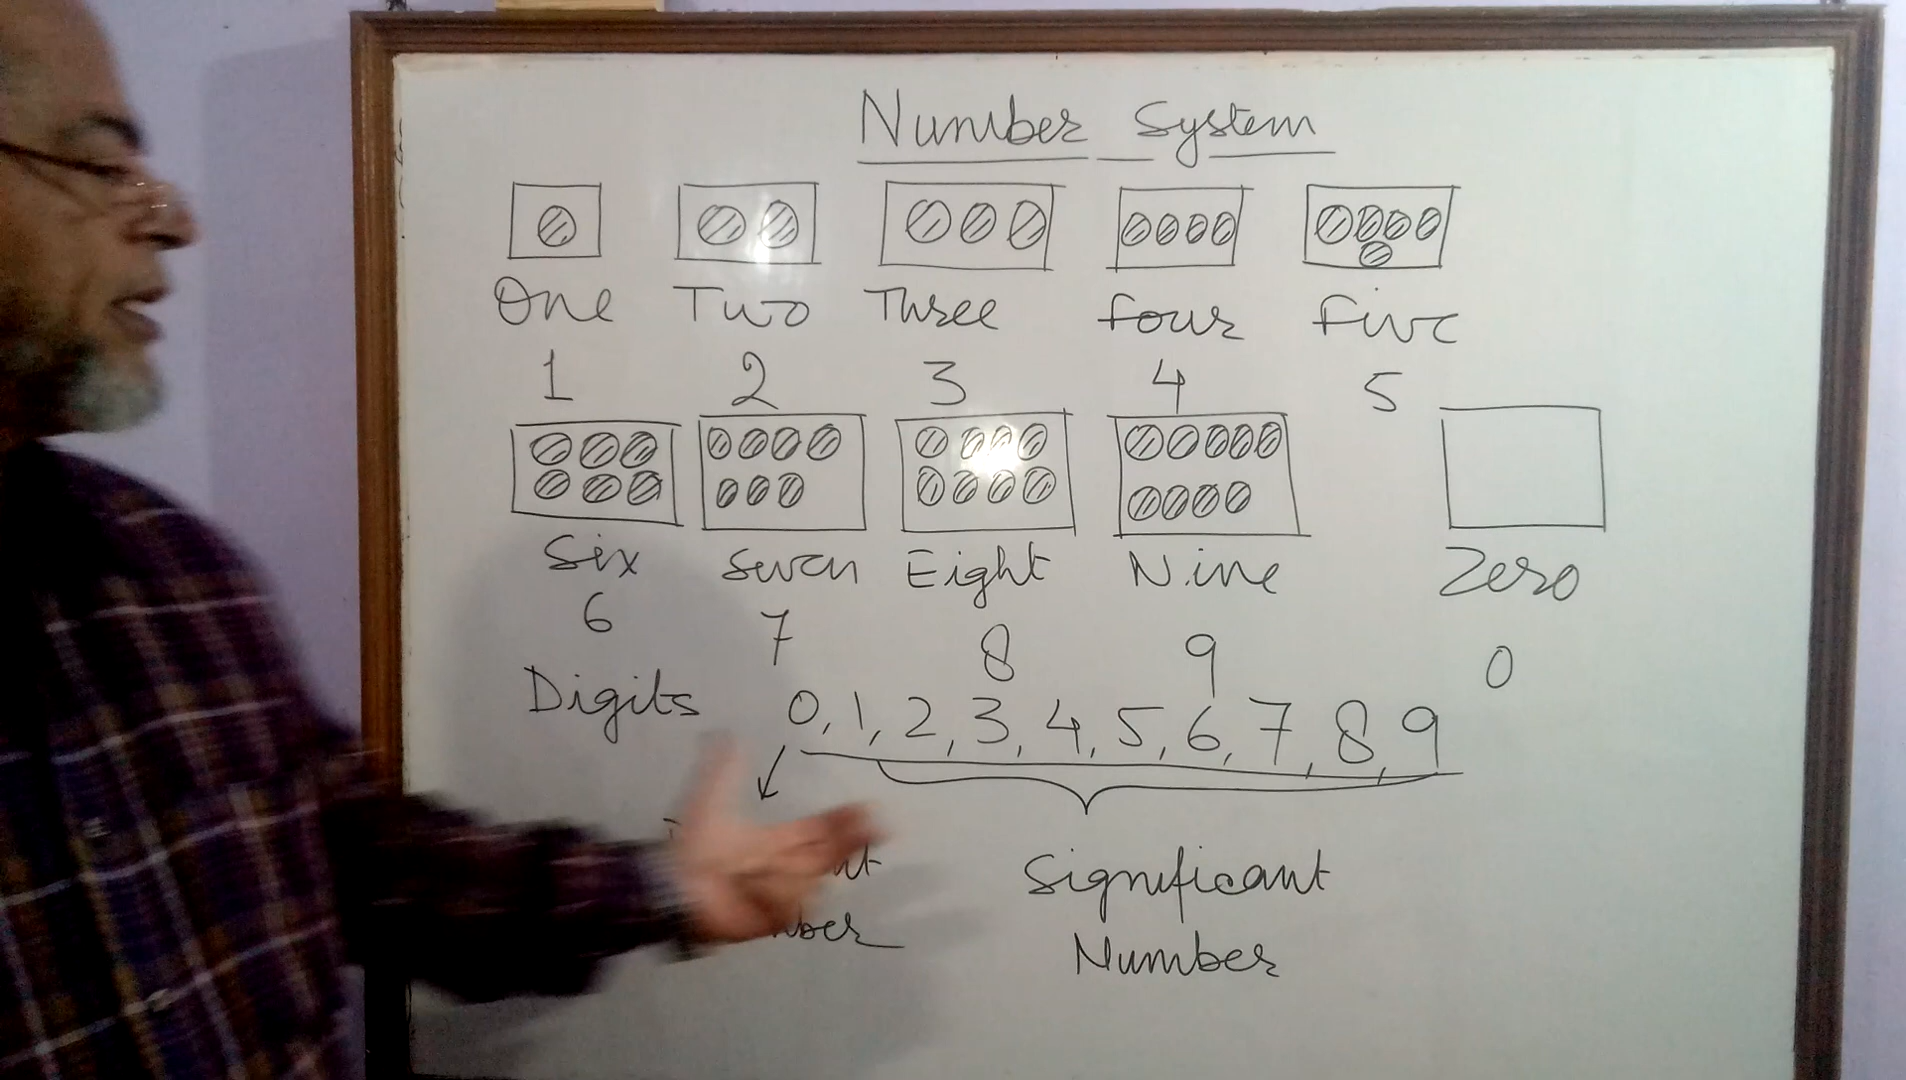 Number System
One Two Three four five
1 2 3 4 5
Six Seven Eight Nine Zero
6 7 8 9 0
Digits 0, 1, 2, 3, 4, 5, 6, 7, 8, 9
Significant
Number